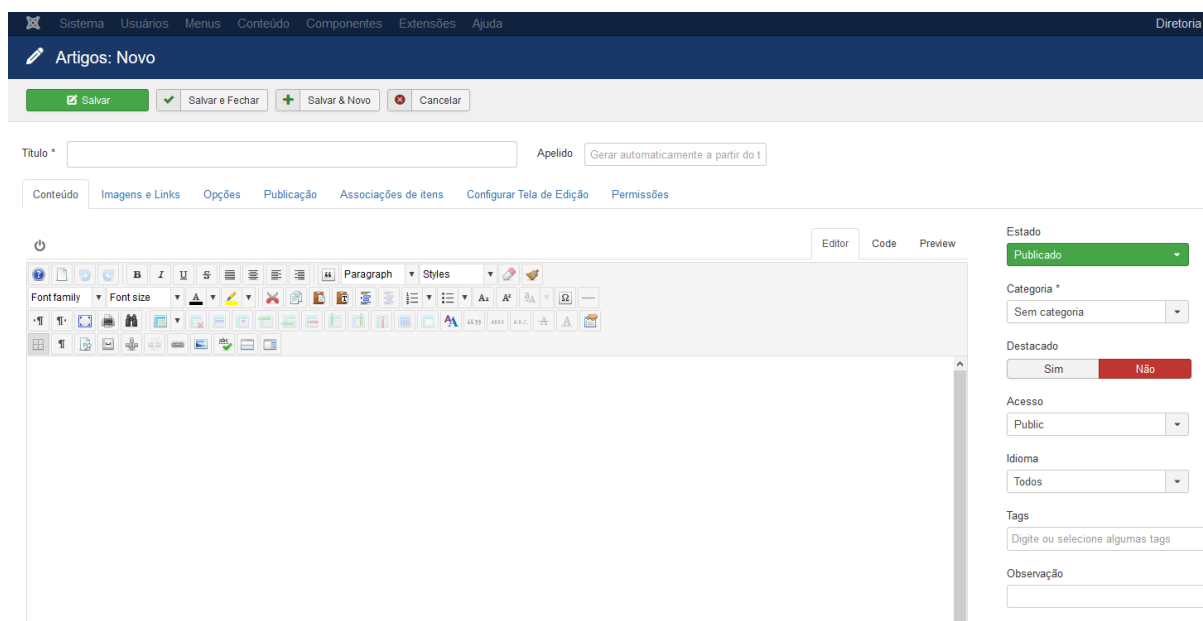 Sistema Usuários Menus Conteúdo Componentes Extensões Ajuda Diretoria
Artigos: Novo
Salvar Salvar e Fechar Salvar & Novo Cancelar
Título * Apelido Gerar automaticamente a partir do t
Conteúdo Imagens e Links Opções Publicação Associações de itens Configurar Tela de Edição Permissões
Estado
Editor Code Preview
Publicado
B I U S Paragraph Styles
Categoria *
Font family Font size A
Sem categoria
Destacado
Sim Não
Acesso
Public
Idioma
Todos
Tags
Digite ou selecione algumas tags
Observação